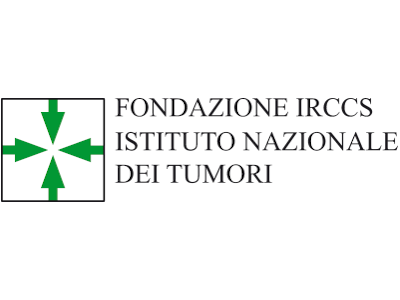 FONDAZIONE IRCCS
ISTITUTO NAZIONALE
DEI TUMORI